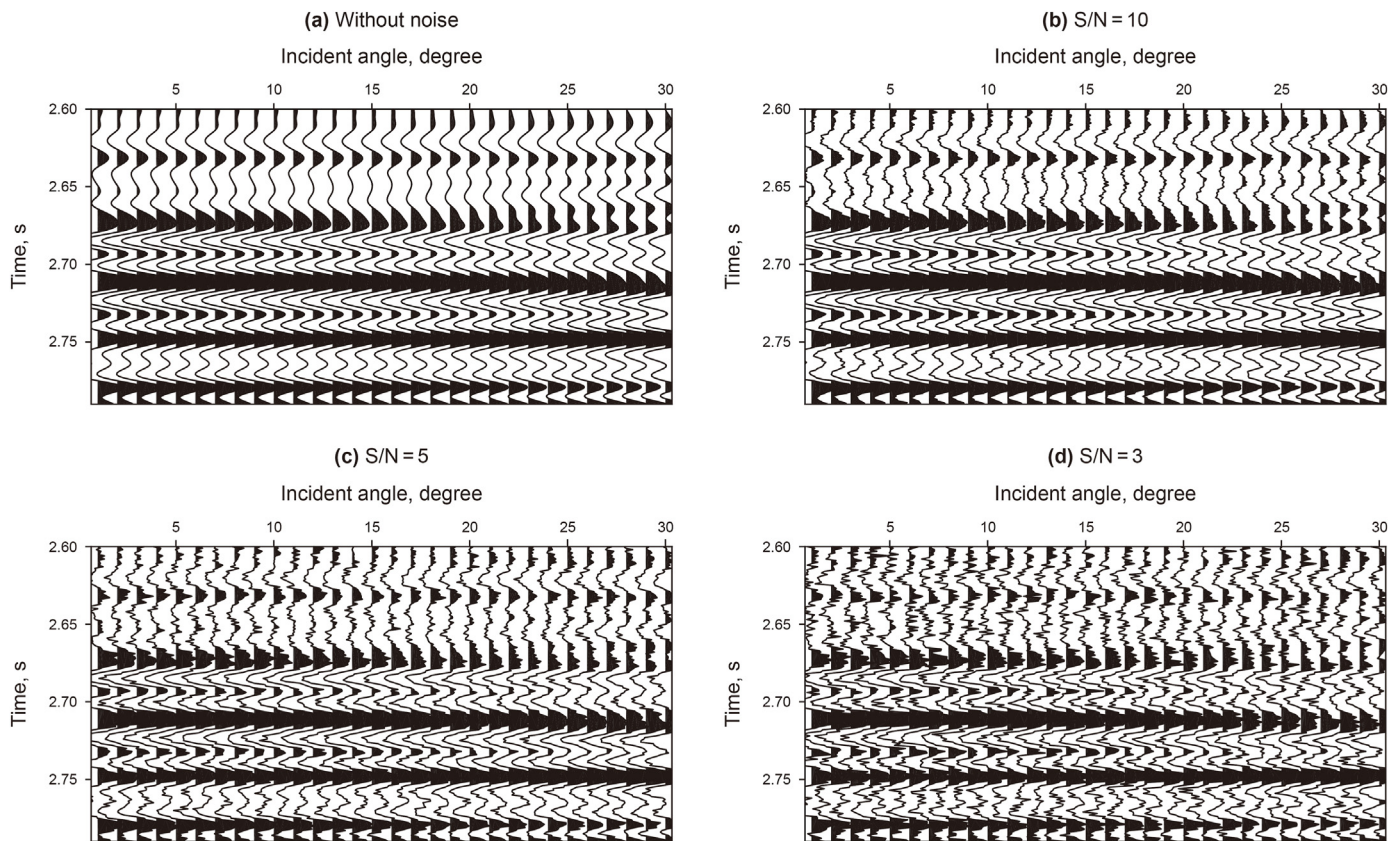 (a) Without noise
Incident angle, degree
5 10 15 20 25 30
2.60
2.65
2.70
2.75
Time, s
(b) S/N = 10
Incident angle, degree
5 10 15 20 25 30
2.60
2.65
2.70
2.75
Time, s
(c) S/N = 5
Incident angle, degree
5 10 15 20 25 30
2.60
2.65
2.70
2.75
Time, s
(d) S/N = 3
Incident angle, degree
5 10 15 20 25 30
2.60
2.65
2.70
2.75
Time, s